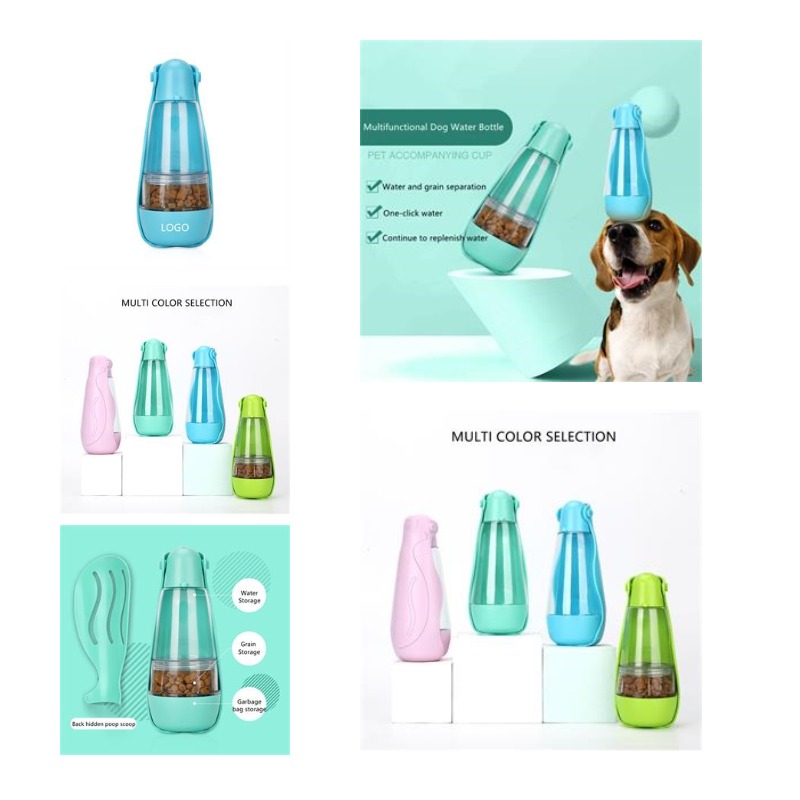 LOGO
Multifunctional Dog Water Bottle
PET ACCOMPANYING CUP
Water and grain separation
One-click water
Continue to replenish water
MULTI COLOR SELECTION
MULTI COLOR SELECTION
Water
Storage
Grain
Storage
Garbage
bag storage
Back hidden poop scoop